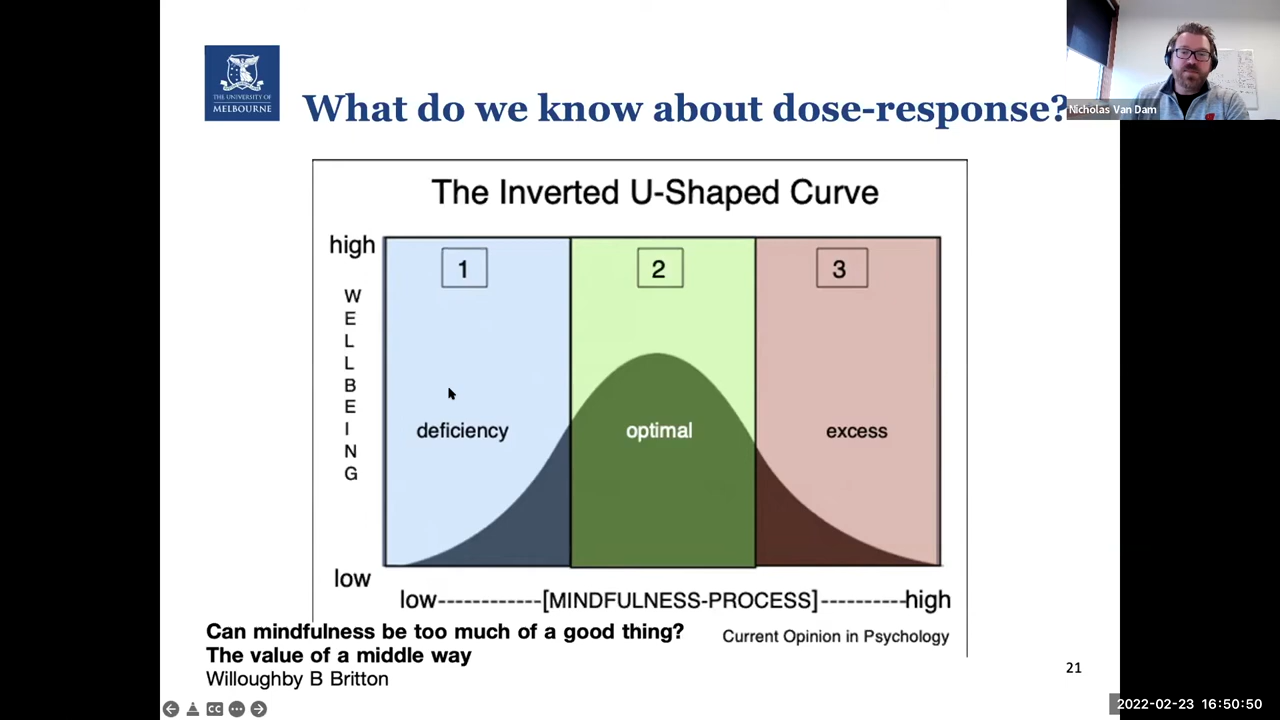 THE UNIVERSITY OF
MELBOURNE
What do we know about dose-response?
Nicholas Van Dam
The Inverted U-Shaped Curve
high
1
2
3
WELLBEING
deficiency
optimal
excess
low
low------------[MINDFULNESS-PROCESS]----------high
Can mindfulness be too much of a good thing?
The value of a middle way
Willoughby B Britton
Current Opinion in Psychology
21
CC
2022-02-23 16:50:50